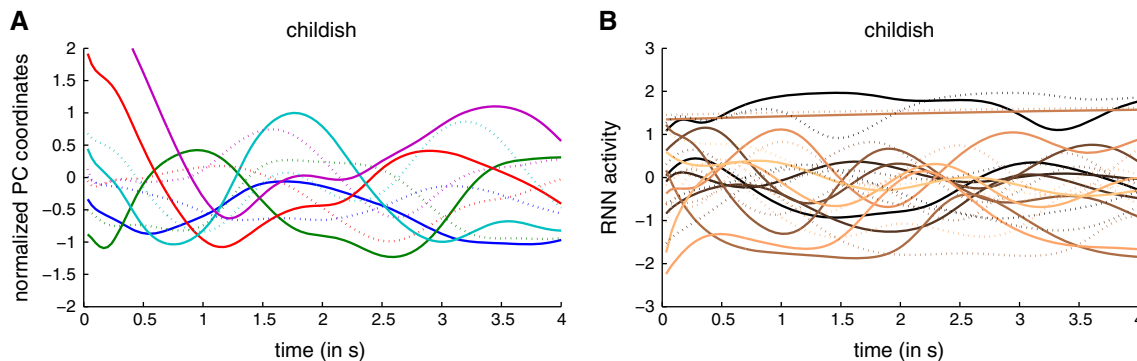 A
childish
normalized PC coordinates
2
1.5
1
0.5
0
−0.5
−1
−1.5
−2
0 0.5 1 1.5 2 2.5 3 3.5 4
time (in s)
B
childish
RNN activity
3
2
1
0
−1
−2
−3
0 0.5 1 1.5 2 2.5 3 3.5 4
time (in s)